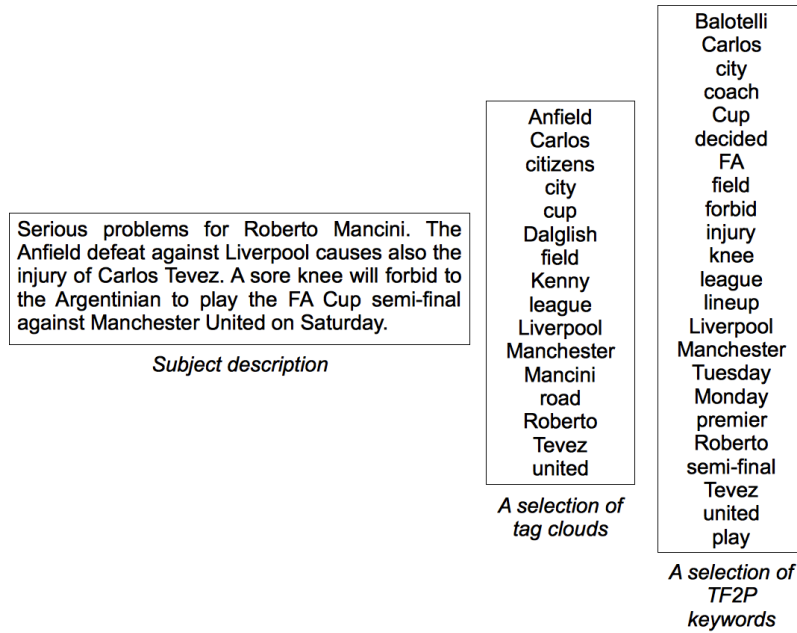 Serious problems for Roberto Mancini. The
Anfield defeat against Liverpool causes also the
injury of Carlos Tevez. A sore knee will forbid to
the Argentinian to play the FA Cup semi-final
against Manchester United on Saturday.
Subject description
Anfield
Carlos
citizens
city
cup
Dalglish
field
Kenny
league
Liverpool
Manchester
Mancini
road
Roberto
Tevez
united
A selection of
tag clouds
Balotelli
Carlos
city
coach
Cup
decided
FA
field
forbid
injury
knee
league
lineup
Liverpool
Manchester
Tuesday
Monday
premier
Roberto
semi-final
Tevez
united
play
A selection of
TF2P
keywords